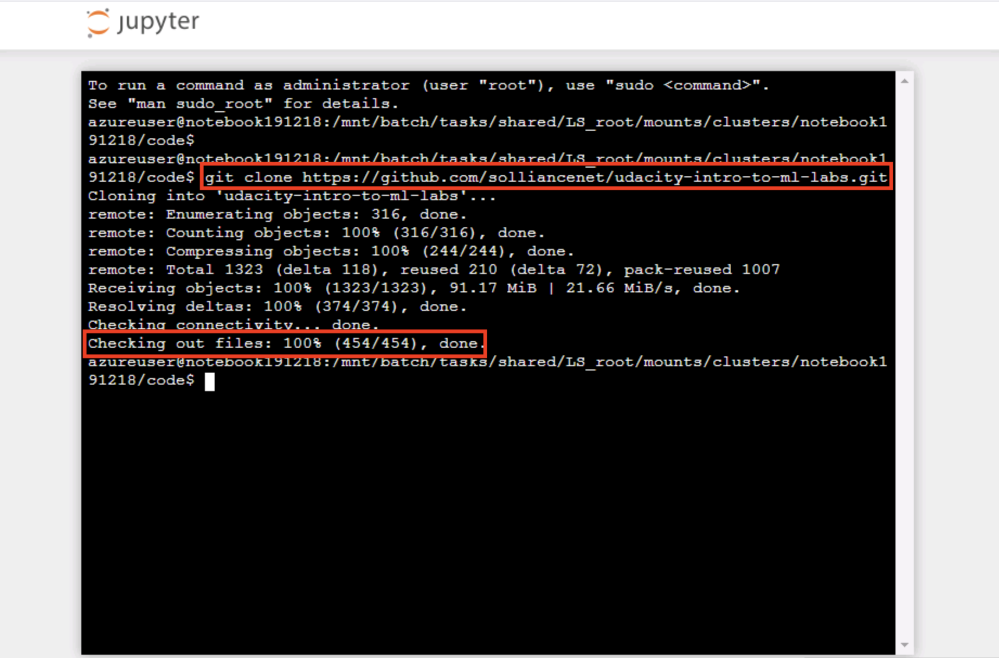 jupyter
To run a command as administrator (user "root"), use "sudo <command>".
See "man sudo_root" for details.
azureuser@notebook191218:/mnt/batch/tasks/shared/LS_root/mounts/clusters/notebook1
91218/code$
azureuser@notebook191218:/mnt/batch/tasks/shared/LS_root/mounts/clusters/notebook1
91218/code$ git clone https://github.com/solliancenet/udacity-intro-to-ml-labs.git
Cloning into 'udacity-intro-to-ml-labs'...
remote: Enumerating objects: 316, done.
remote: Counting objects: 100% (316/316), done.
remote: Compressing objects: 100% (244/244), done.
remote: Total 1323 (delta 118), reused 210 (delta 72), pack-reused 1007
Receiving objects: 100% (1323/1323), 91.17 MiB | 21.66 MiB/s, done.
Resolving deltas: 100% (374/374), done.
Checking connectivity... done.
Checking out files: 100% (454/454), done.
azureuser@notebook191218:/mnt/batch/tasks/shared/LS_root/mounts/clusters/notebook1
91218/code$